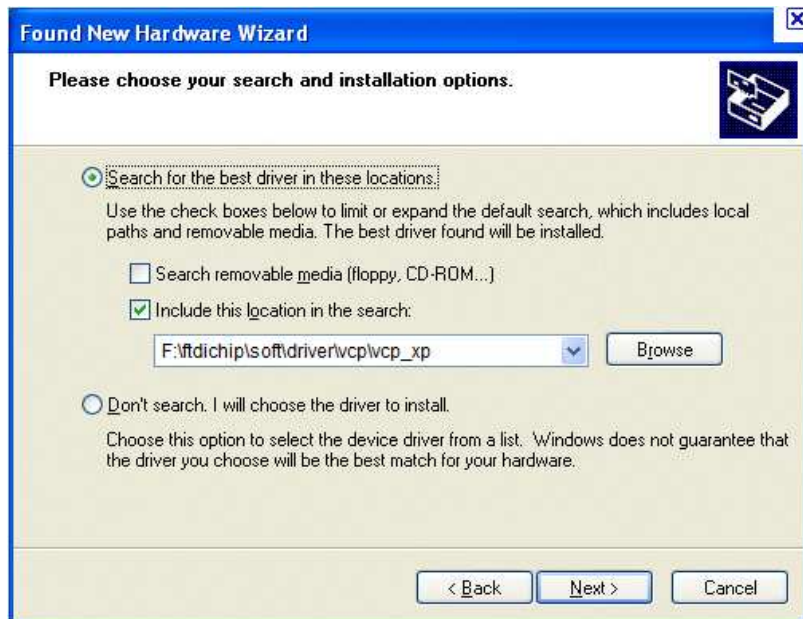 Found New Hardware Wizard
Please choose your search and installation options.
Search for the best driver in these locations.
Use the check boxes below to limit or expand the default search, which includes local
paths and removable media. The best driver found will be installed.
Search removable media (floppy, CD-ROM...)
Include this location in the search:
F:\ftdichip\soft\driver\vcp\vcp_xp
Browse
Don't search. I will choose the driver to install.
Choose this option to select the device driver from a list. Windows does not guarantee that
the driver you choose will be the best match for your hardware.
< Back Next > Cancel